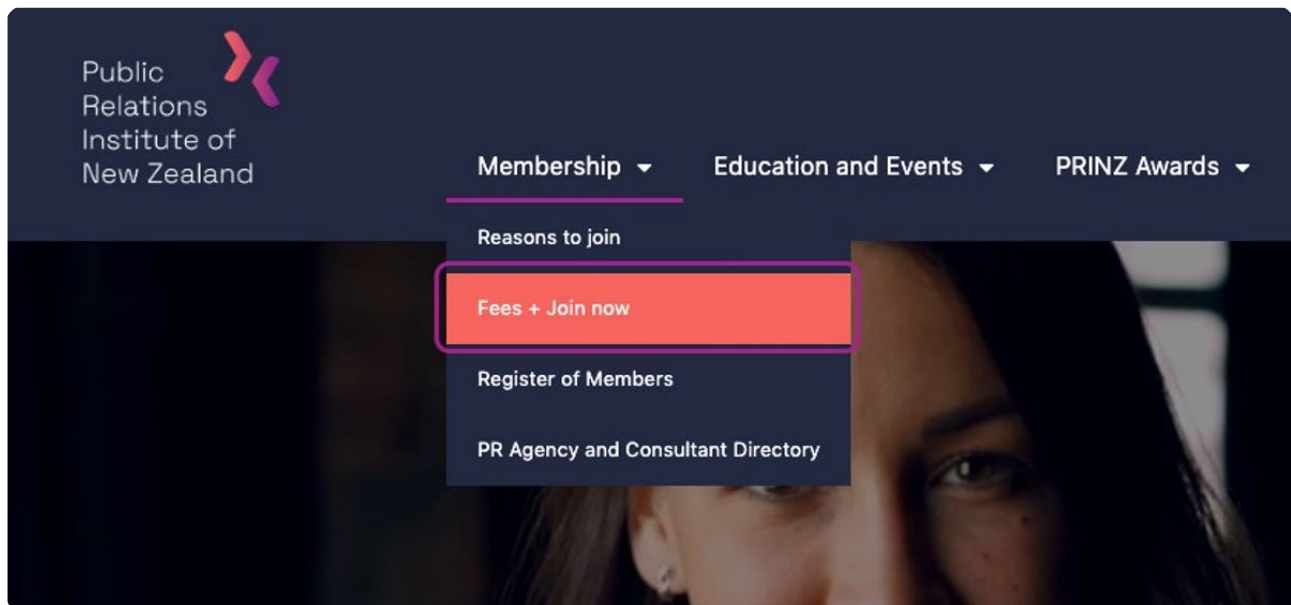 Public
Relations
Institute of
New Zealand
Membership
Education and Events
PRINZ Awards
Reasons to join
Fees + Join now
Register of Members
PR Agency and Consultant Directory